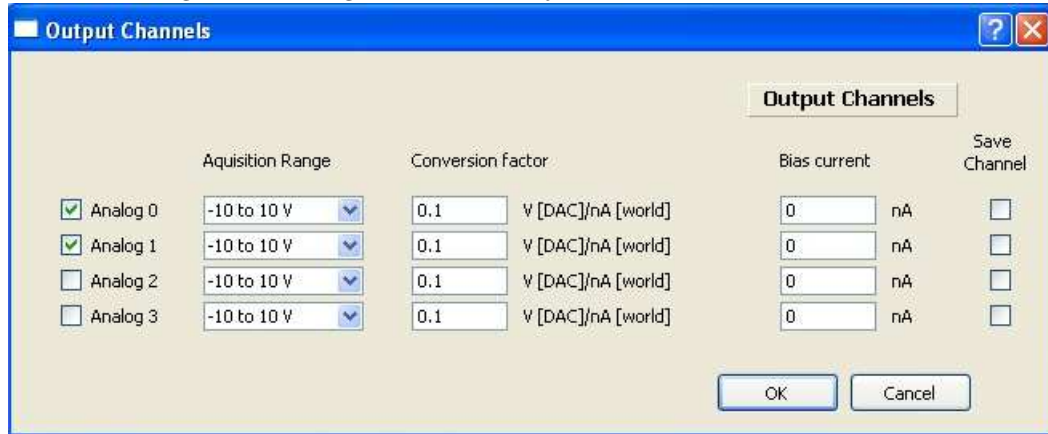 Output Channels
Output Channels
Aquisition Range Conversion factor Bias current Save Channel
Analog 0 -10 to 10 V 0.1 V [DAC]/nA [world] 0 nA
Analog 1 -10 to 10 V 0.1 V [DAC]/nA [world] 0 nA
Analog 2 -10 to 10 V 0.1 V [DAC]/nA [world] 0 nA
Analog 3 -10 to 10 V 0.1 V [DAC]/nA [world] 0 nA
OK Cancel